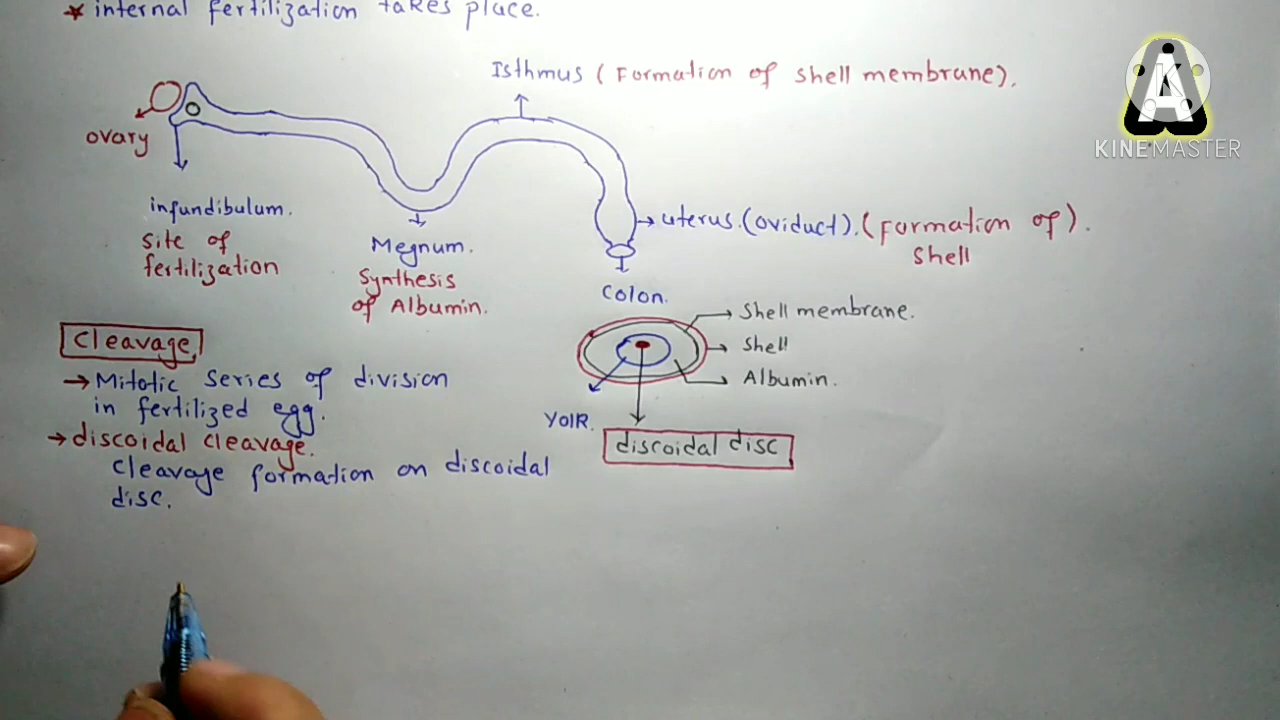 * internal fertilization takes place.
Isthmus (Formation of shell membrane).
ovary
infundibulum.
site of
fertilization
Megnum.
Synthesis
of Albumin.
uterus.(oviduct).(Formation of).
Shell
Colon.
Shell membrane.
Shell
Albumin.
YOlR.
discoidal disc
Cleavage
→ Mitotic series of division
in fertilized egg.
→ discoidal cleavage.
Cleavage formation on discoidal
disc.
K
KINEMASTER